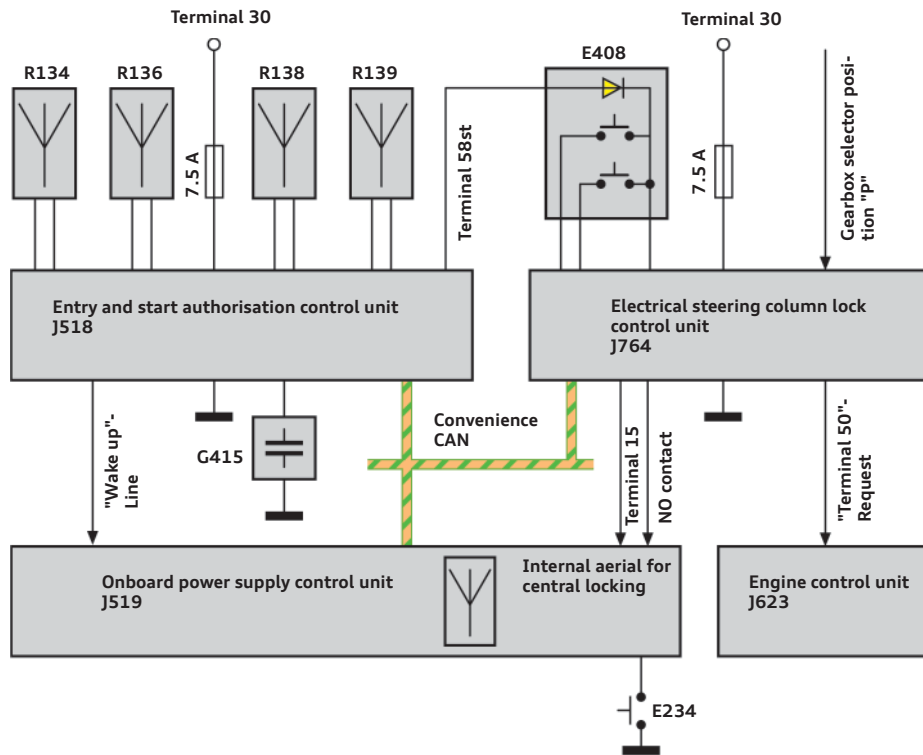 Terminal 30
Terminal 30
E408
R134
R136
R138
R139
7.5 A
Terminal 58st
7.5 A
Gearbox selector posi-
tion "P"
Entry and start authorisation control unit
J518
Electrical steering column lock
control unit
J764
"Wake up"-
Line
G415
Convenience
CAN
Terminal 15
NO contact
"Terminal 50"-
Request
Onboard power supply control unit
J519
Internal aerial for
central locking
Engine control unit
J623
E234